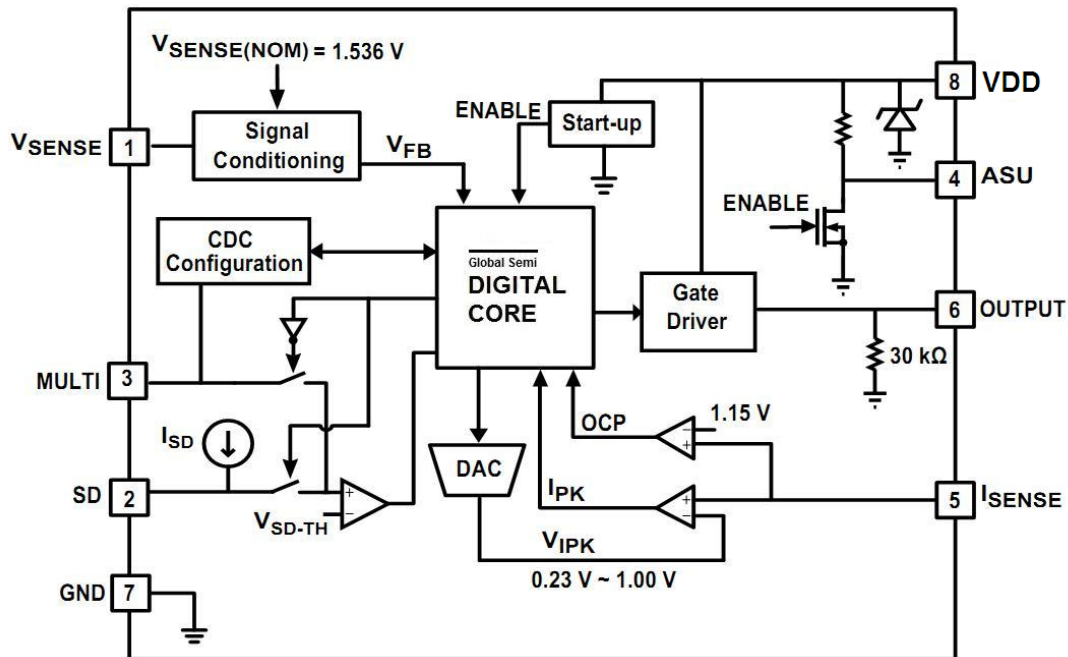 VSENSE(NOM) = 1.536 V
VSENSE
1
Signal
Conditioning
VFB
ENABLE
Start-up
8
VDD
4
ASU
ENABLE
CDC
Configuration
Global Semi
DIGITAL
CORE
Gate
Driver
6
OUTPUT
30 kΩ
MULTI
3
ISD
SD
2
VSD-TH
DAC
OCP
1.15 V
IPK
5
ISENSE
VIPK
0.23 V ~ 1.00 V
GND
7